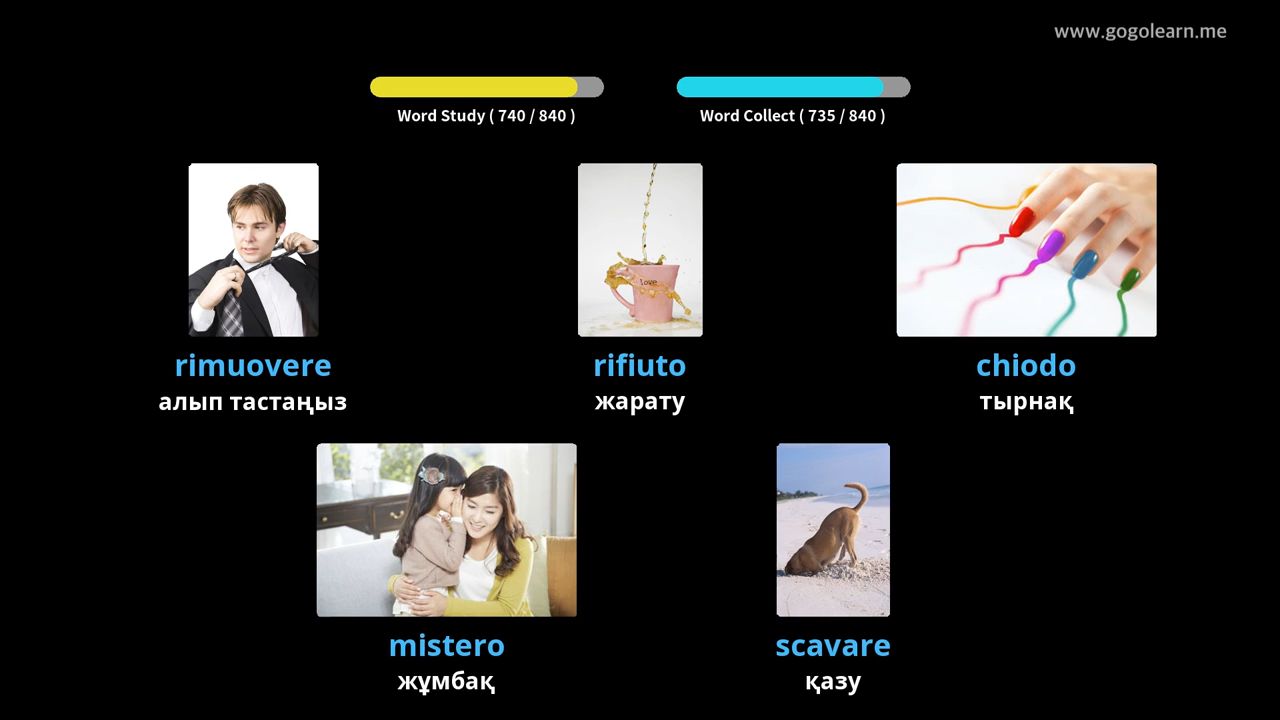 www.gogolearn.me
Word Study ( 740 / 840 )
Word Collect ( 735 / 840 )
rimuovere
алып тастаңыз
rifiuto
жарату
chiodo
тырнақ
love
mistero
жұмбақ
scavare
қазу